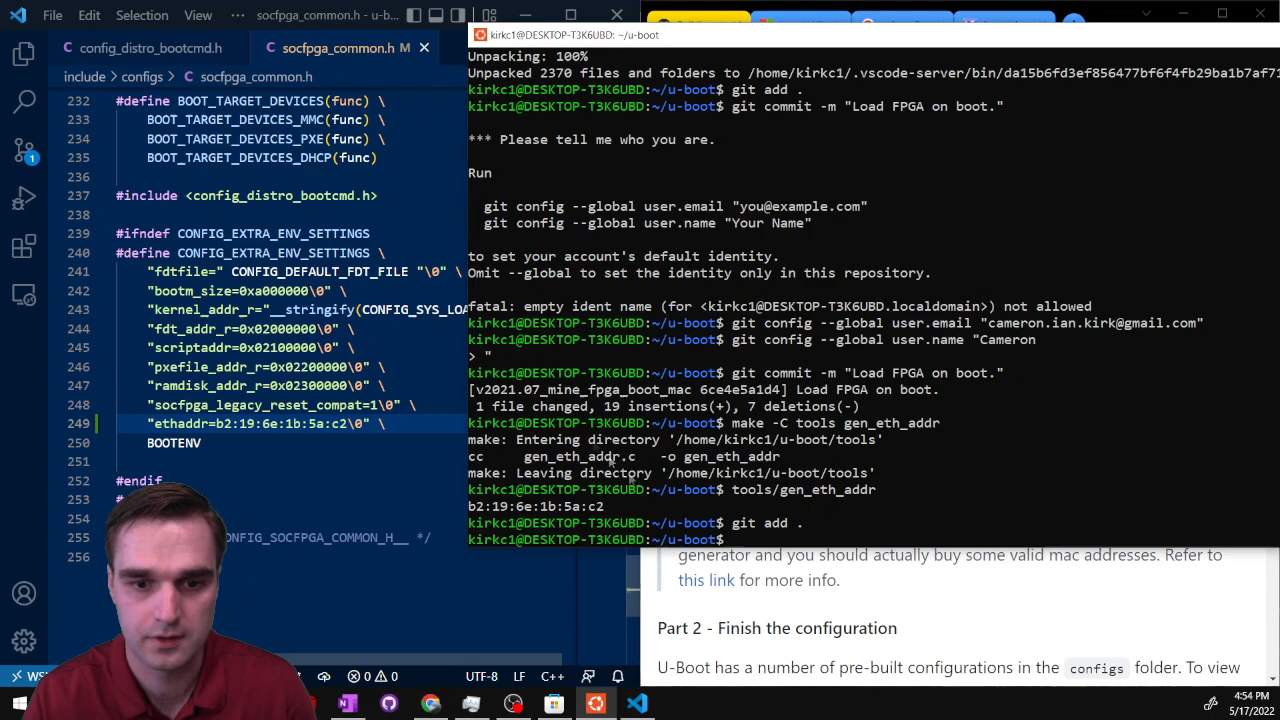 File Edit Selection View ··· socfpga_common.h - u-b
config_distro_bootcmd.h socfpga_common.h M
include > configs > socfpga_common.h
232 #define BOOT_TARGET_DEVICES(func) \
233 BOOT_TARGET_DEVICES_MMC(func) \
234 BOOT_TARGET_DEVICES_PXE(func) \
235 BOOT_TARGET_DEVICES_DHCP(func)
236
237 #include <config_distro_bootcmd.h>
238
239 #ifndef CONFIG_EXTRA_ENV_SETTINGS
240 #define CONFIG_EXTRA_ENV_SETTINGS \
241 "fdtfile=" CONFIG_DEFAULT_FDT_FILE "\0" \
242 "bootm_size=0xa000000\0" \
243 "kernel_addr_r="__stringify(CONFIG_SYS_LOA
244 "fdt_addr_r=0x02000000\0" \
245 "scriptaddr=0x02100000\0" \
246 "pxefile_addr_r=0x02200000\0" \
247 "ramdisk_addr_r=0x02300000\0" \
248 "socfpga_legacy_reset_compat=1\0" \
249 "ethaddr=b2:19:6e:1b:5a:c2\0" \
250 BOOTENV
251
252 #endif
253 #
254
255 CONFIG_SOCFPGA_COMMON_H__ */
256
1
WS
0 0 UTF-8 LF C++
kirkc1@DESKTOP-T3K6UBD: ~/u-boot
Unpacking: 100%
Unpacked 2370 files and folders to /home/kirkc1/.vscode-server/bin/da15b6fd3ef856477bf6f4fb29ba1b7af71
kirkc1@DESKTOP-T3K6UBD:~/u-boot$ git add .
kirkc1@DESKTOP-T3K6UBD:~/u-boot$ git commit -m "Load FPGA on boot."
*** Please tell me who you are.
Run
git config --global user.email "you@example.com"
git config --global user.name "Your Name"
to set your account's default identity.
Omit --global to set the identity only in this repository.
fatal: empty ident name (for <kirkc1@DESKTOP-T3K6UBD.localdomain>) not allowed
kirkc1@DESKTOP-T3K6UBD:~/u-boot$ git config --global user.email "cameron.ian.kirk@gmail.com"
kirkc1@DESKTOP-T3K6UBD:~/u-boot$ git config --global user.name "Cameron
> "
kirkc1@DESKTOP-T3K6UBD:~/u-boot$ git commit -m "Load FPGA on boot."
[v2021.07_mine_fpga_boot_mac 6ce4e5a1d4] Load FPGA on boot.
1 file changed, 19 insertions(+), 7 deletions(-)
kirkc1@DESKTOP-T3K6UBD:~/u-boot$ make -C tools gen_eth_addr
make: Entering directory '/home/kirkc1/u-boot/tools'
cc gen_eth_addr.c -o gen_eth_addr
make: Leaving directory '/home/kirkc1/u-boot/tools'
kirkc1@DESKTOP-T3K6UBD:~/u-boot$ tools/gen_eth_addr
b2:19:6e:1b:5a:c2
kirkc1@DESKTOP-T3K6UBD:~/u-boot$ git add .
kirkc1@DESKTOP-T3K6UBD:~/u-boot$
generator and you should actually buy some valid mac addresses. Refer to
this link for more info.
Part 2 - Finish the configuration
U-Boot has a number of pre-built configurations in the configs folder. To view
4:54 PM
5/17/2022